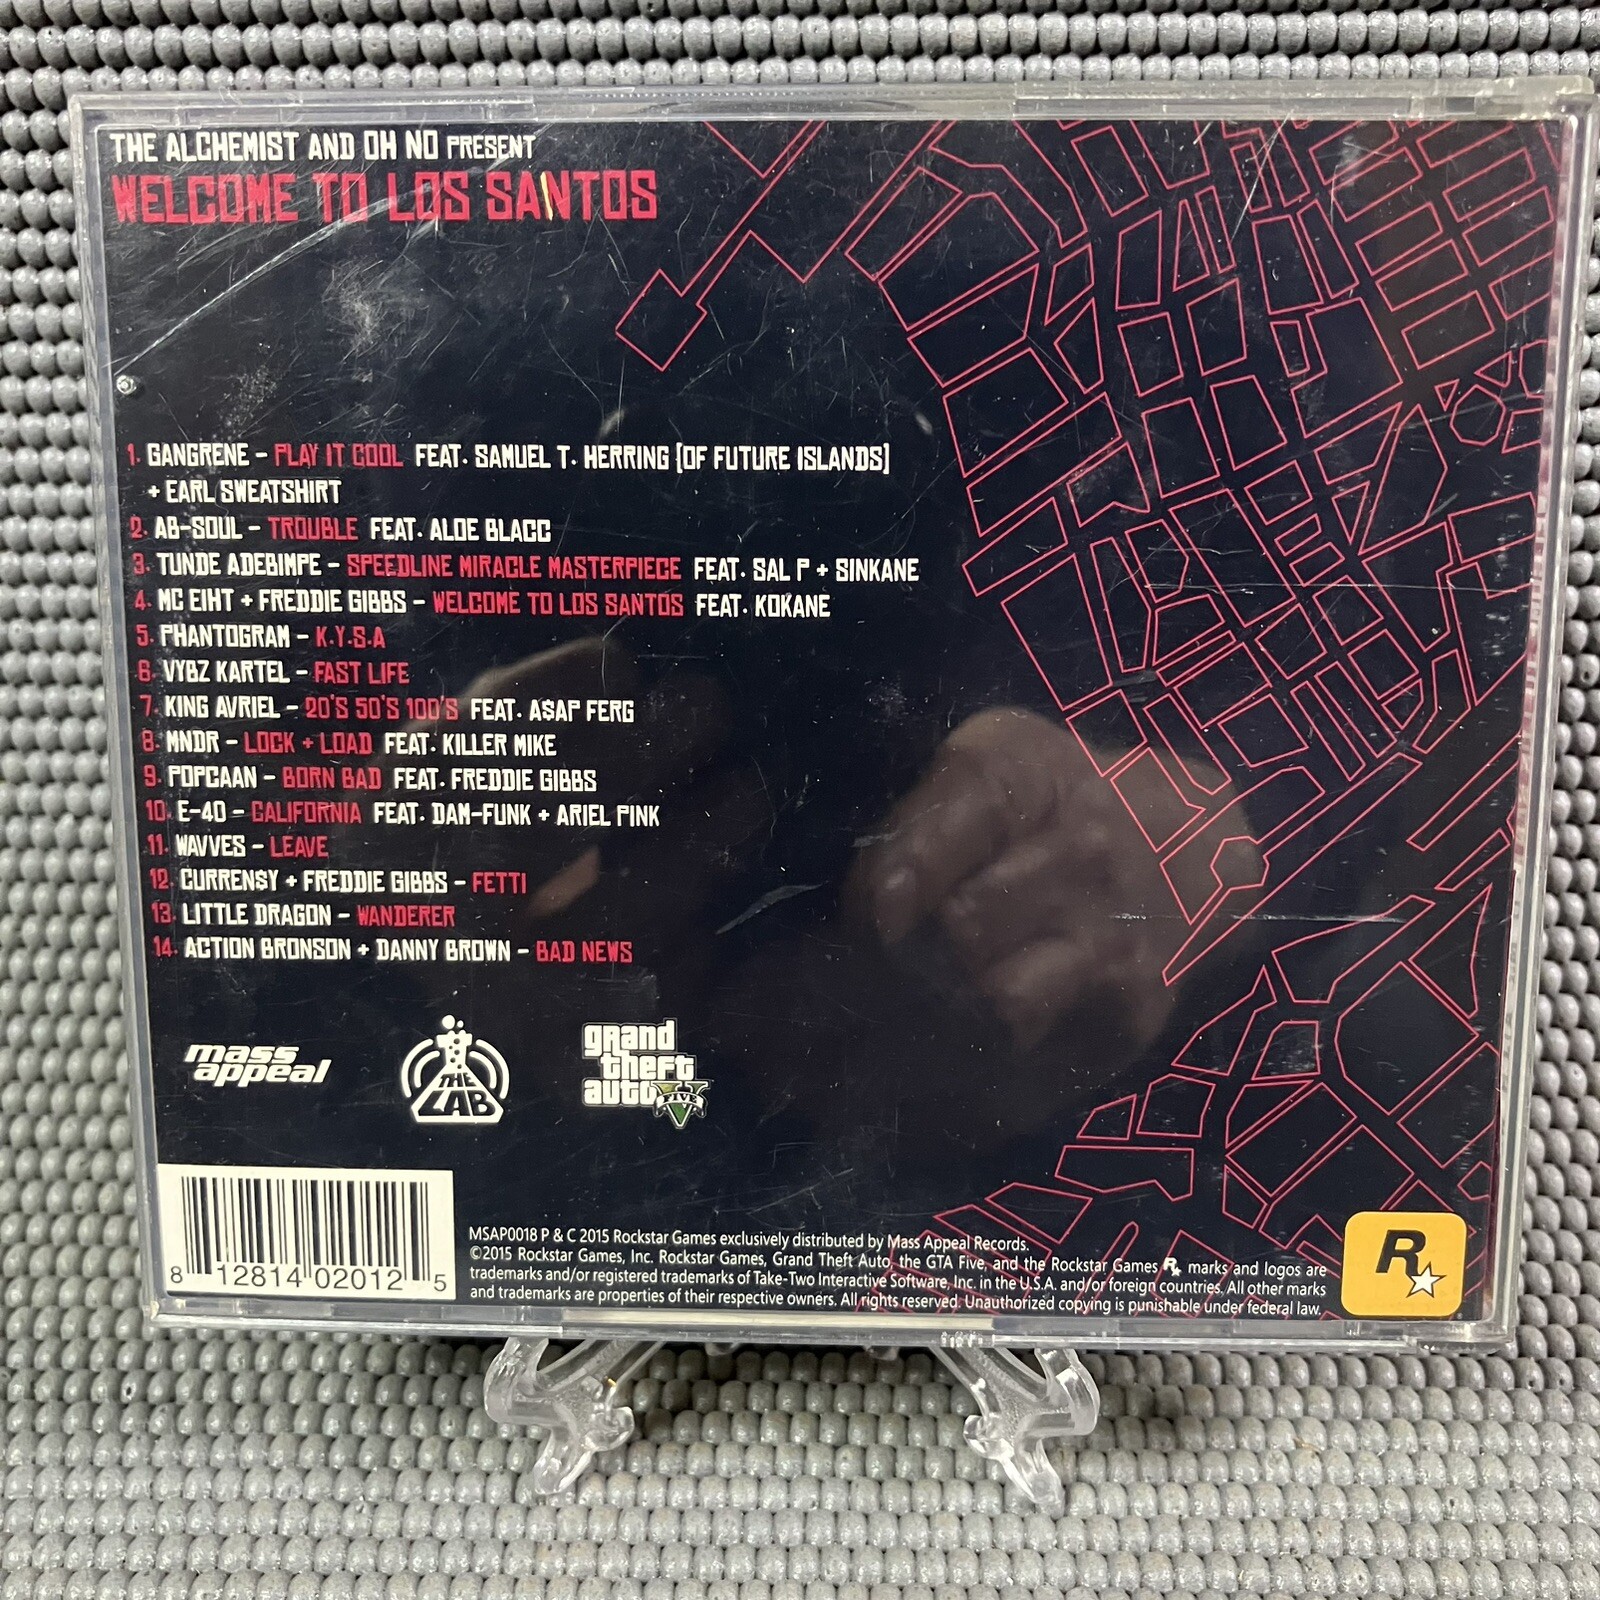 THE ALCHEMIST AND OH NO PRESENT
WELCOME TO LOS SANTOS
1. GANGRENE – PLAY IT COOL FEAT. SAMUEL T. HERRING [OF FUTURE ISLANDS]
+ EARL SWEATSHIRT
2. AB-SOUL – TROUBLE FEAT. ALOE BLACC
3. TUNDE ADEBIMPE – SPEEDLINE MIRACLE MASTERPIECE FEAT. SAL P + SINKANE
4. MC EIHT + FREDDIE GIBBS – WELCOME TO LOS SANTOS FEAT. KOKANE
5. PHANTOGRAM – K.Y.S.A
6. VYBZ KARTEL – FAST LIFE
7. KING AVRIEL – 20'S 50'S 100'S FEAT. A$AP FERG
8. MNDR – LOCK + LOAD FEAT. KILLER MIKE
9. POPCAAN – BORN BAD FEAT. FREDDIE GIBBS
10. E-40 – CALIFORNIA FEAT. DAM-FUNK + ARIEL PINK
11. WAVVES – LEAVE
12. CURREN$Y + FREDDIE GIBBS – FETTI
13. LITTLE DRAGON – WANDERER
14. ACTION BRONSON + DANNY BROWN – BAD NEWS
mass
appeal
THE
LAB
grand
theft
auto V
FIVE
8 12814 02012 5
MSAP0018 P & C 2015 Rockstar Games exclusively distributed by Mass Appeal Records.
©2015 Rockstar Games, Inc. Rockstar Games, Grand Theft Auto, the GTA Five, and the Rockstar Games R★ marks and logos are
trademarks and/or registered trademarks of Take-Two Interactive Software, Inc. in the U.S.A. and/or foreign countries. All other marks
and trademarks are properties of their respective owners. All rights reserved. Unauthorized copying is punishable under federal law.
R★